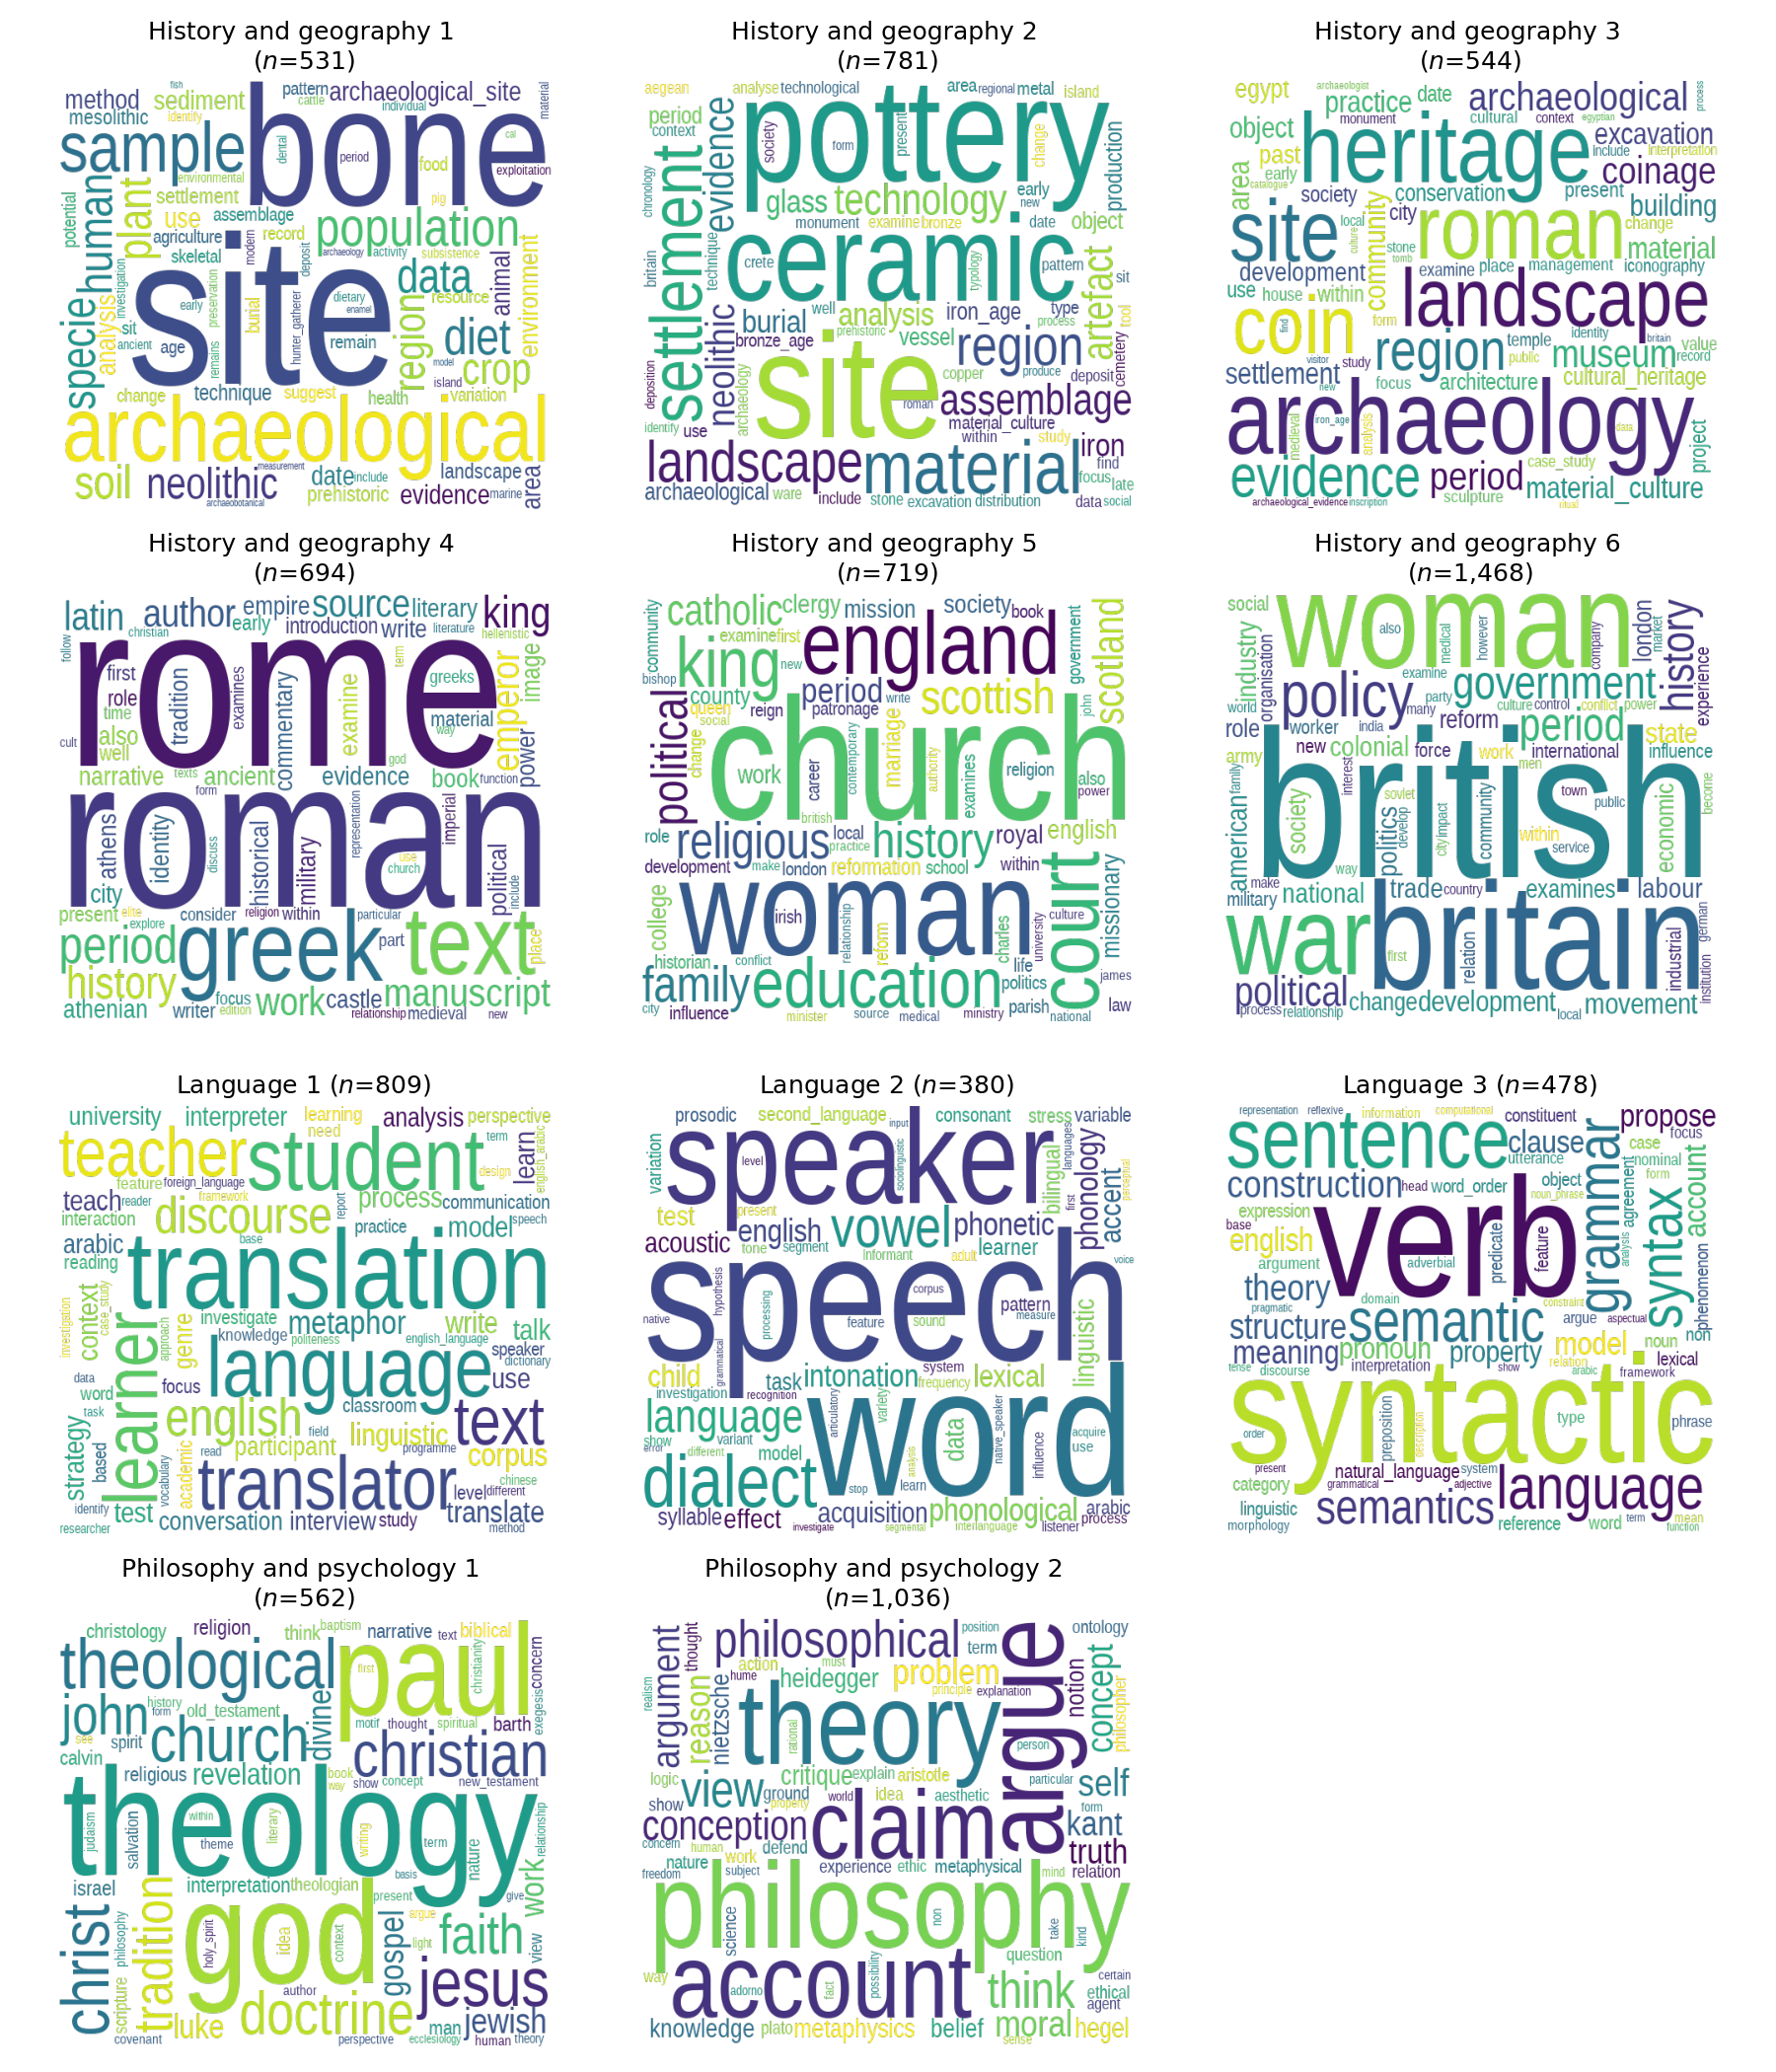 History and geography 1
(n=531)
fish
method sediment pattern archaeological_site material
mesolithic identify cattle individual
sample bone
dental period food cal
exploitation
environmental pig
potential human plant settlement
use assemblage population
agriculture record modern archaeology activity subsistence
skeletal deposit
specie analysis investigation site data animal environment
early preservation burial hunter_gatherer dietary enamel region resource
sit remain diet
ancient age remains model crop
change technique suggest health island variation
archaeological
soil neolithic measurement date include landscape area
prehistoric evidence marine
archaeobotanical
History and geography 2
(n=781)
aegean analyse technological area regional metal island
period evidence pottery production
context society form present change
chronology settlement glass technology early
new
monument examine bronze date object
britain technique ceramic artefact
crete typology pattern sit
well analysis iron_age type
neolithic burial prehistoric process tool
bronze_age vessel region cemetery
site copper produce deposit
deposition archaeology roman assemblage
identify use material_culture
within study iron
landscape material find
focus late
archaeological ware include stone excavation distribution data social
History and geography 3
(n=544)
egypt archaeologist practice date archaeological process
monument cultural context egyptian
object heritage excavation
past include interpretation
early coinage
area catalogue society conservation present
community city building
site local culture roman change
stone tomb material
development examine place management iconography
use house within landscape
coin find form identity britain
region temple value
visitor study public museum record
settlement new focus architecture cultural_heritage
archaeology
medieval iron_age analysis data project
evidence period case_study
sculpture material_culture
archaeological_evidence inscription ritual
History and geography 4
(n=694)
latin author empire source literary king
christian early introduction write literature hellenistic
follow rome term
first tradition examines commentary examine greeks emperor image
role
time material
also way
cult well god power
narrative texts ancient evidence book function
form
roman
athens identity discuss historical military representation use church imperial political include
city
present elite consider religion within particular
explore
period greek part text place
history
focus work castle manuscript
athenian writer edition relationship medieval new
History and geography 5
(n=719)
community catholic clergy mission society book government scotland
examine first england
bishop king new
political county period write scottish
queen reign patronage john
social
change church
work career contemporary marriage authority examines religion also
power
british
role religious local history royal english
practice
development make london reformation school within
college woman court missionary
irish relationship reform charles university culture
historian conflict life
family education politics james
city influence minister source medical ministry parish national law
History and geography 6
(n=1,468)
social woman london market history
industry organisation also medical however company experience
examine
policy government
world party culture control conflict power
role worker india many reform period state
new colonial force work international influence
army family interest men
british
american society soviet town become
politics develop city impact community within public economic
way service
make national trade country examines labour
military
war britain
first relation industrial german institution
political change development movement
process relationship local
Language 1 (n=809)
university interpreter learning analysis perspective
need
teacher student term learn english_arabic
feature foreign_language design
teach reader framework process communication
interaction discourse report practice model speech
arabic base
reading translation
investigation context case_study approach genre investigate metaphor write talk
knowledge politeness english_language speaker
dictionary
learner language use
data focus
word classroom
task english text
strategy field linguistic
based read participant programme corpus
vocabulary academic translator chinese
level different
identify test conversation interview study translate
researcher method
Language 2 (n=380)
prosodic second_language consonant stress variable
input
variation speaker sociolinguistic bilingual phonology languages
level first accent perceptual
test present
english vowel phonetic
acoustic tone segment informant adult learner voice
speech
hypothesis processing corpus pattern
native feature sound measure linguistic
grammatical
child task intonation system lexical
investigation recognition frequency
language articulatory variety word
show variant data native_speaker influence acquire
error different model use
dialect stop analysis learn
syllable effect acquisition phonological arabic
process
investigate segmental interlanguage listener
Language 3 (n=478)
representation reflexive information computational constituent propose
sentence clause grammar focus
case
utterance nominal
construction head word_order object agreement form account
expression noun_phrase
base verb
english predicate feature analysis syntax
argument adverbial
theory domain phenomenon
pragmatic constraint
structure semantic argue aspectual
meaning pronoun property model noun non
relation lexical
tense discourse interpretation show arabic framework
syntactic
preposition description type phrase
order
present natural_language system
category grammatical adjective language
linguistic semantics
morphology reference word term mean
function
Philosophy and psychology 1
(n=562)
christology religion think baptism narrative text biblical
theological paul concern
first christianity
john history old_testament divine exegesis
form
see church motif thought spiritual barth
spirit
calvin christian
religious revelation book show concept new_testament
way
theology
judaism salvation within literary writing term nature relationship
theme
basis
israel interpretation theologian present give work
christ philosophy tradition god gospel argue
holy_spirit idea context light faith view
scripture author jesus
luke doctrine man jewish
covenant perspective ecclesiology human theory
Philosophy and psychology 2
(n=1,036)
argument thought philosophical position argue ontology
term
action must notion concept
realism reason hume heidegger problem philosopher
nietzsche principle explanation
theory
rational person
logic critique explain aristotle particular self
view ground
show property world idea aesthetic form
conception claim kant
concern human defend truth
work
nature subject experience ethic metaphysical mind relation
freedom
philosophy
science non take kind
question
way account possibility certain
adorno fact think ethical
agent
knowledge plato metaphysics belief moral hegel
sense